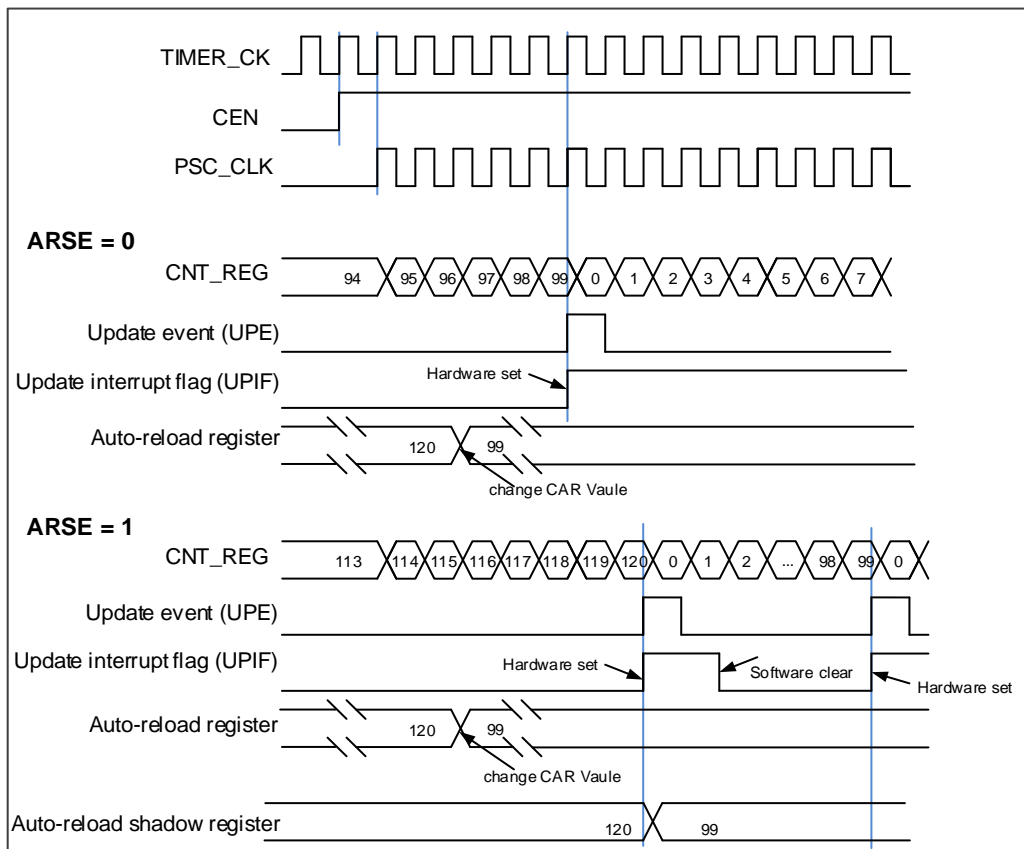 TIMER_CK
CEN
PSC_CLK
ARSE = 0
CNT_REG 94 95 96 97 98 99 0 1 2 3 4 5 6 7
Update event (UPE)
Update interrupt flag (UPIF) Hardware set
Auto-reload register 120 99
change CAR Vaule
ARSE = 1
CNT_REG 113 114 115 116 117 118 119 120 0 1 2 ... 98 99 0
Update event (UPE)
Update interrupt flag (UPIF) Hardware set Software clear Hardware set
Auto-reload register 120 99
change CAR Vaule
Auto-reload shadow register 120 99